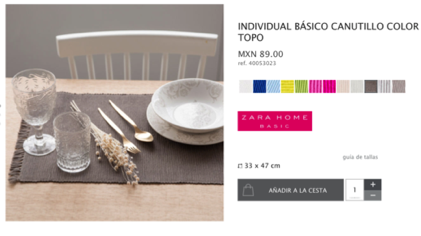 INDIVIDUAL BÁSICO CANUTILLO COLOR
TOPO
MXN 89.00
ref. 40053023
ZARA HOME
BASIC
guía de tallas
33 x 47 cm
AÑADIR A LA CESTA
1
+
−